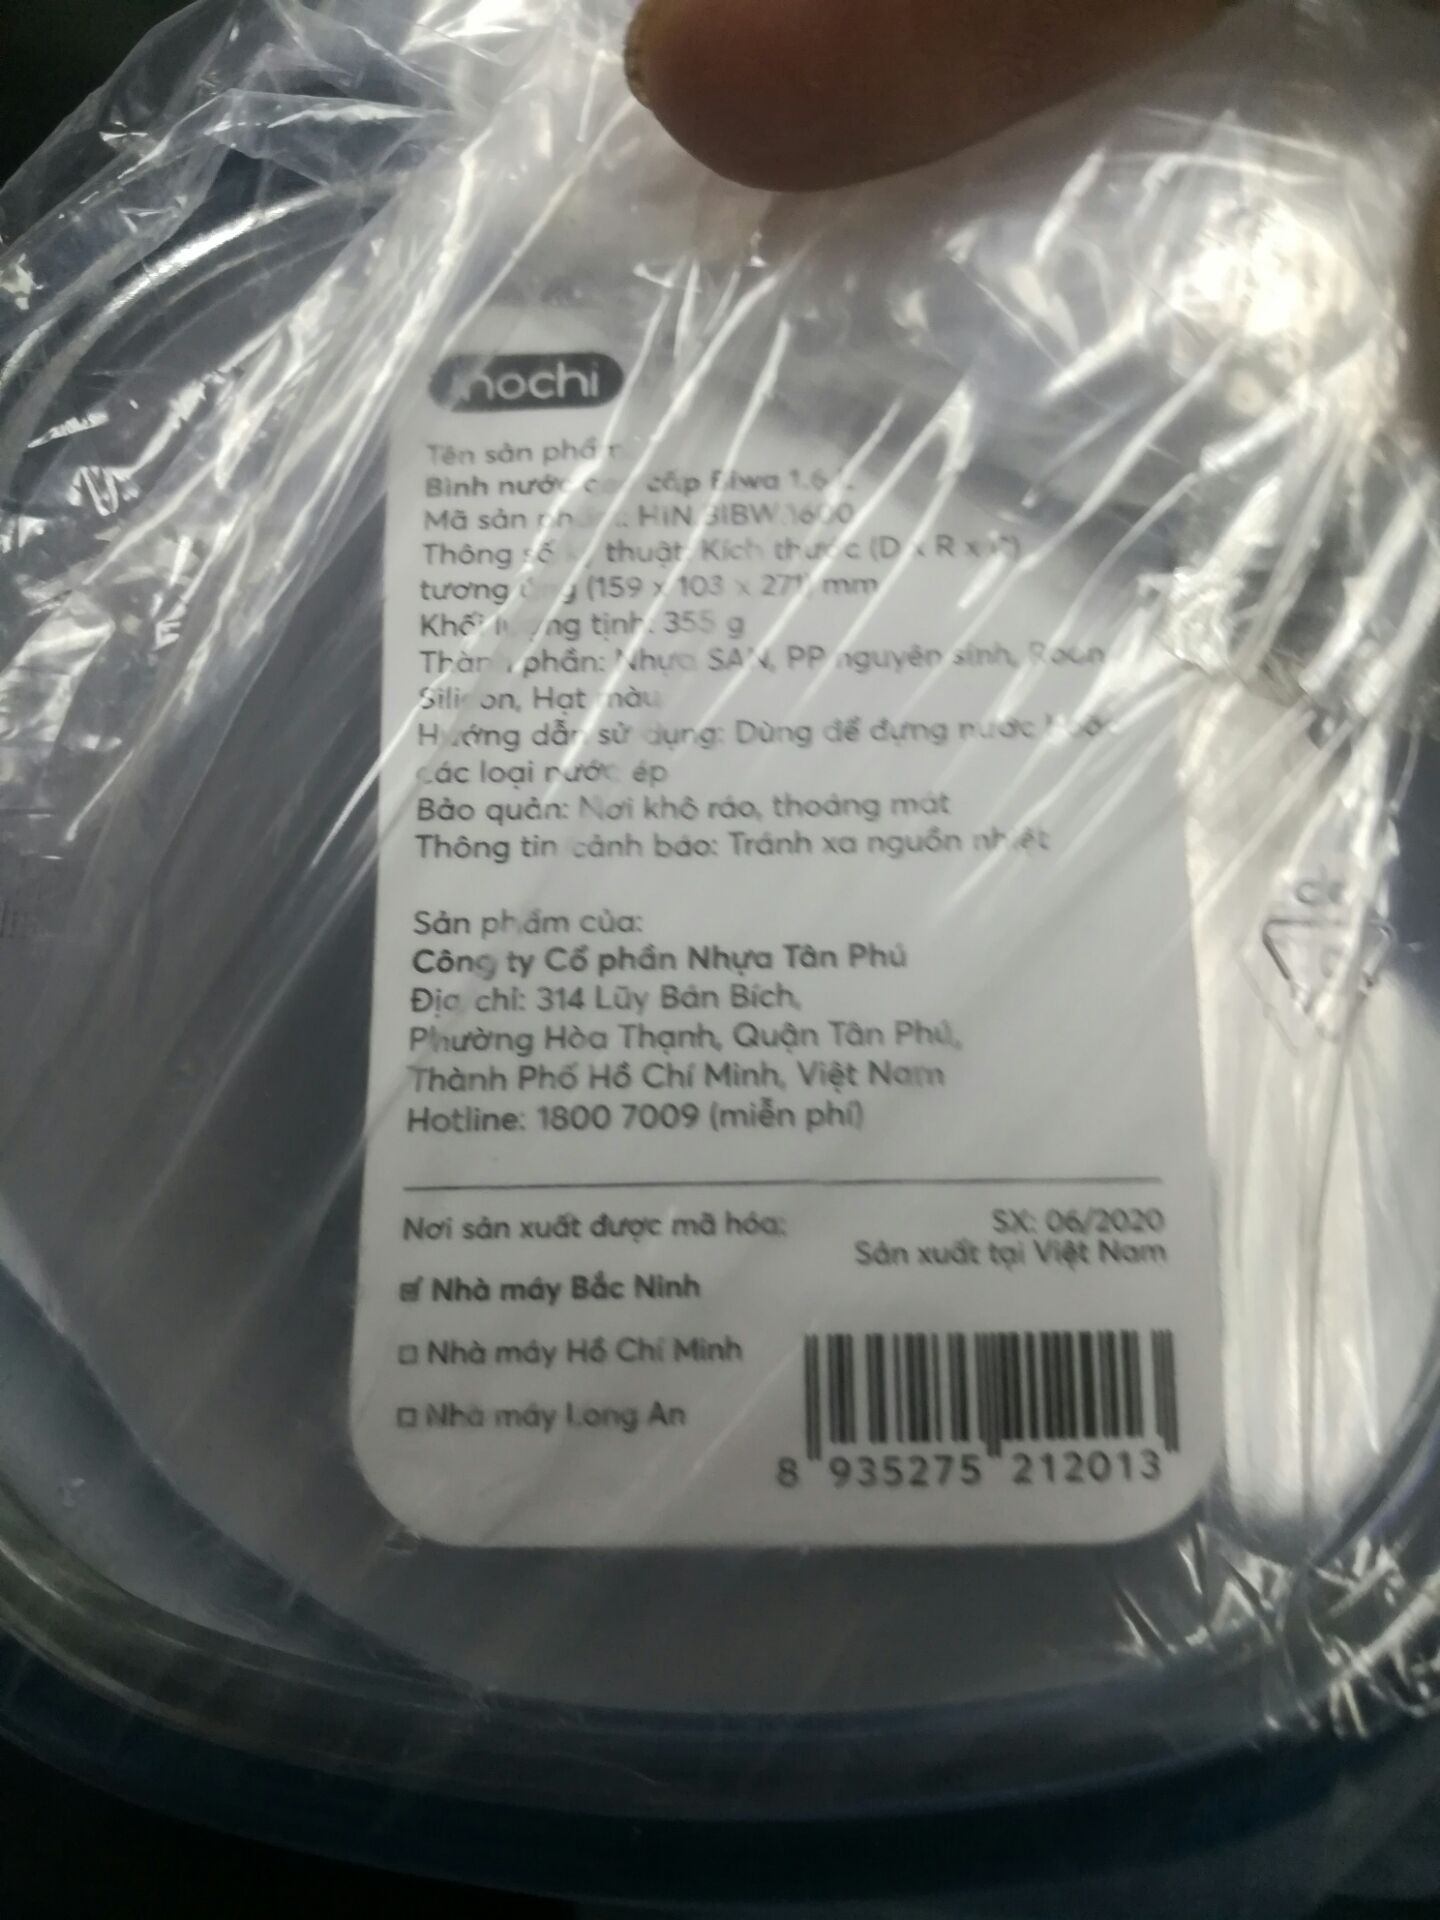 inochi
Tên sản phẩm
Bình nước cao cấp Biwa 1.6 L
Mã sản phẩm: HIN.BIBW.1600
Thông số kỹ thuật: Kích thước (D x R x C)
tương ứng (159 x 103 x 271) mm
Khối lượng tịnh: 355 g
Thành phần: Nhựa SAN, PP nguyên sinh, Roon
Silicon, Hạt màu
Hướng dẫn sử dụng: Dùng để đựng nước hoặc
các loại nước ép
Bảo quản: Nơi khô ráo, thoáng mát
Thông tin cảnh báo: Tránh xa nguồn nhiệt
Sản phẩm của:
Công ty Cổ phần Nhựa Tân Phú
Địa chỉ: 314 Lũy Bán Bích,
Phường Hòa Thạnh, Quận Tân Phú,
Thành Phố Hồ Chí Minh, Việt Nam
Hotline: 1800 7009 (miễn phí)
Nơi sản xuất được mã hóa:
SX: 06/2020
Sản xuất tại Việt Nam
Nhà máy Bắc Ninh
Nhà máy Hồ Chí Minh
Nhà máy Long An
8 935275 212013